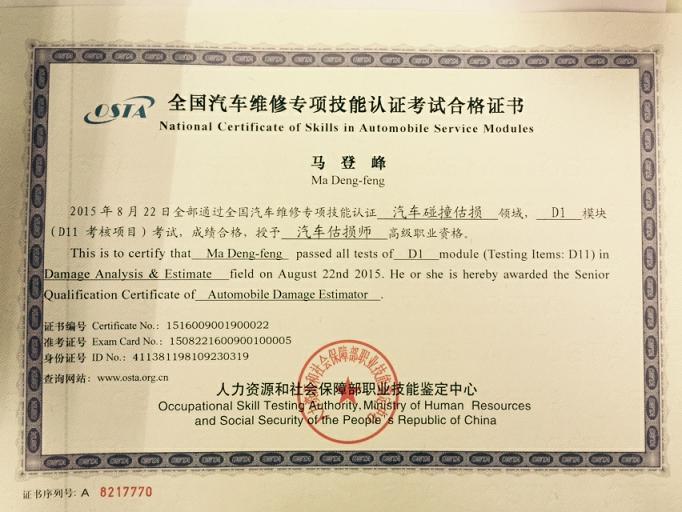 OSTA
全国汽车维修专项技能认证考试合格证书
National Certificate of Skills in Automobile Service Modules
马登峰
Ma Deng-feng
2015年8月22日全部通过全国汽车维修专项技能认证 汽车碰撞估损 领域, D1 模块
(D11 考核项目)考试,成绩合格,授予 汽车估损师 高级职业资格。
This is to certify that Ma Deng-feng passed all tests of D1 module (Testing Items: D11) in
Damage Analysis & Estimate field on August 22nd 2015. He or she is hereby awarded the Senior
Qualification Certificate of Automobile Damage Estimator .
证书编号 Certificate No.: 1516009001900022
准考证号 Exam Card No.: 1508221600900100005
身份证号 ID No.: 411381198109230319
查询网站: www.osta.org.cn
人力资源和社会保障部职业技能鉴定中心
Occupational Skill Testing Authority, Ministry of Human Resources
and Social Security of the People's Republic of China
证书序列号: A 8217770